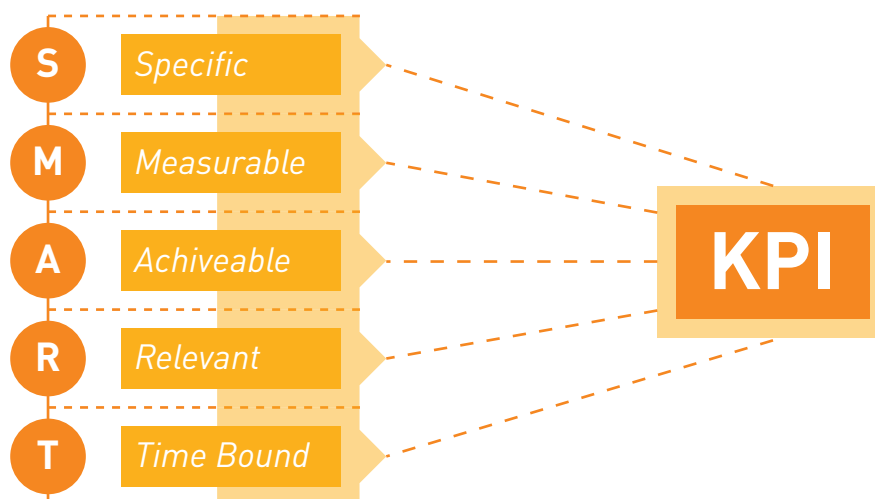 S Specific
M Measurable
A Achiveable
KPI
R Relevant
T Time Bound